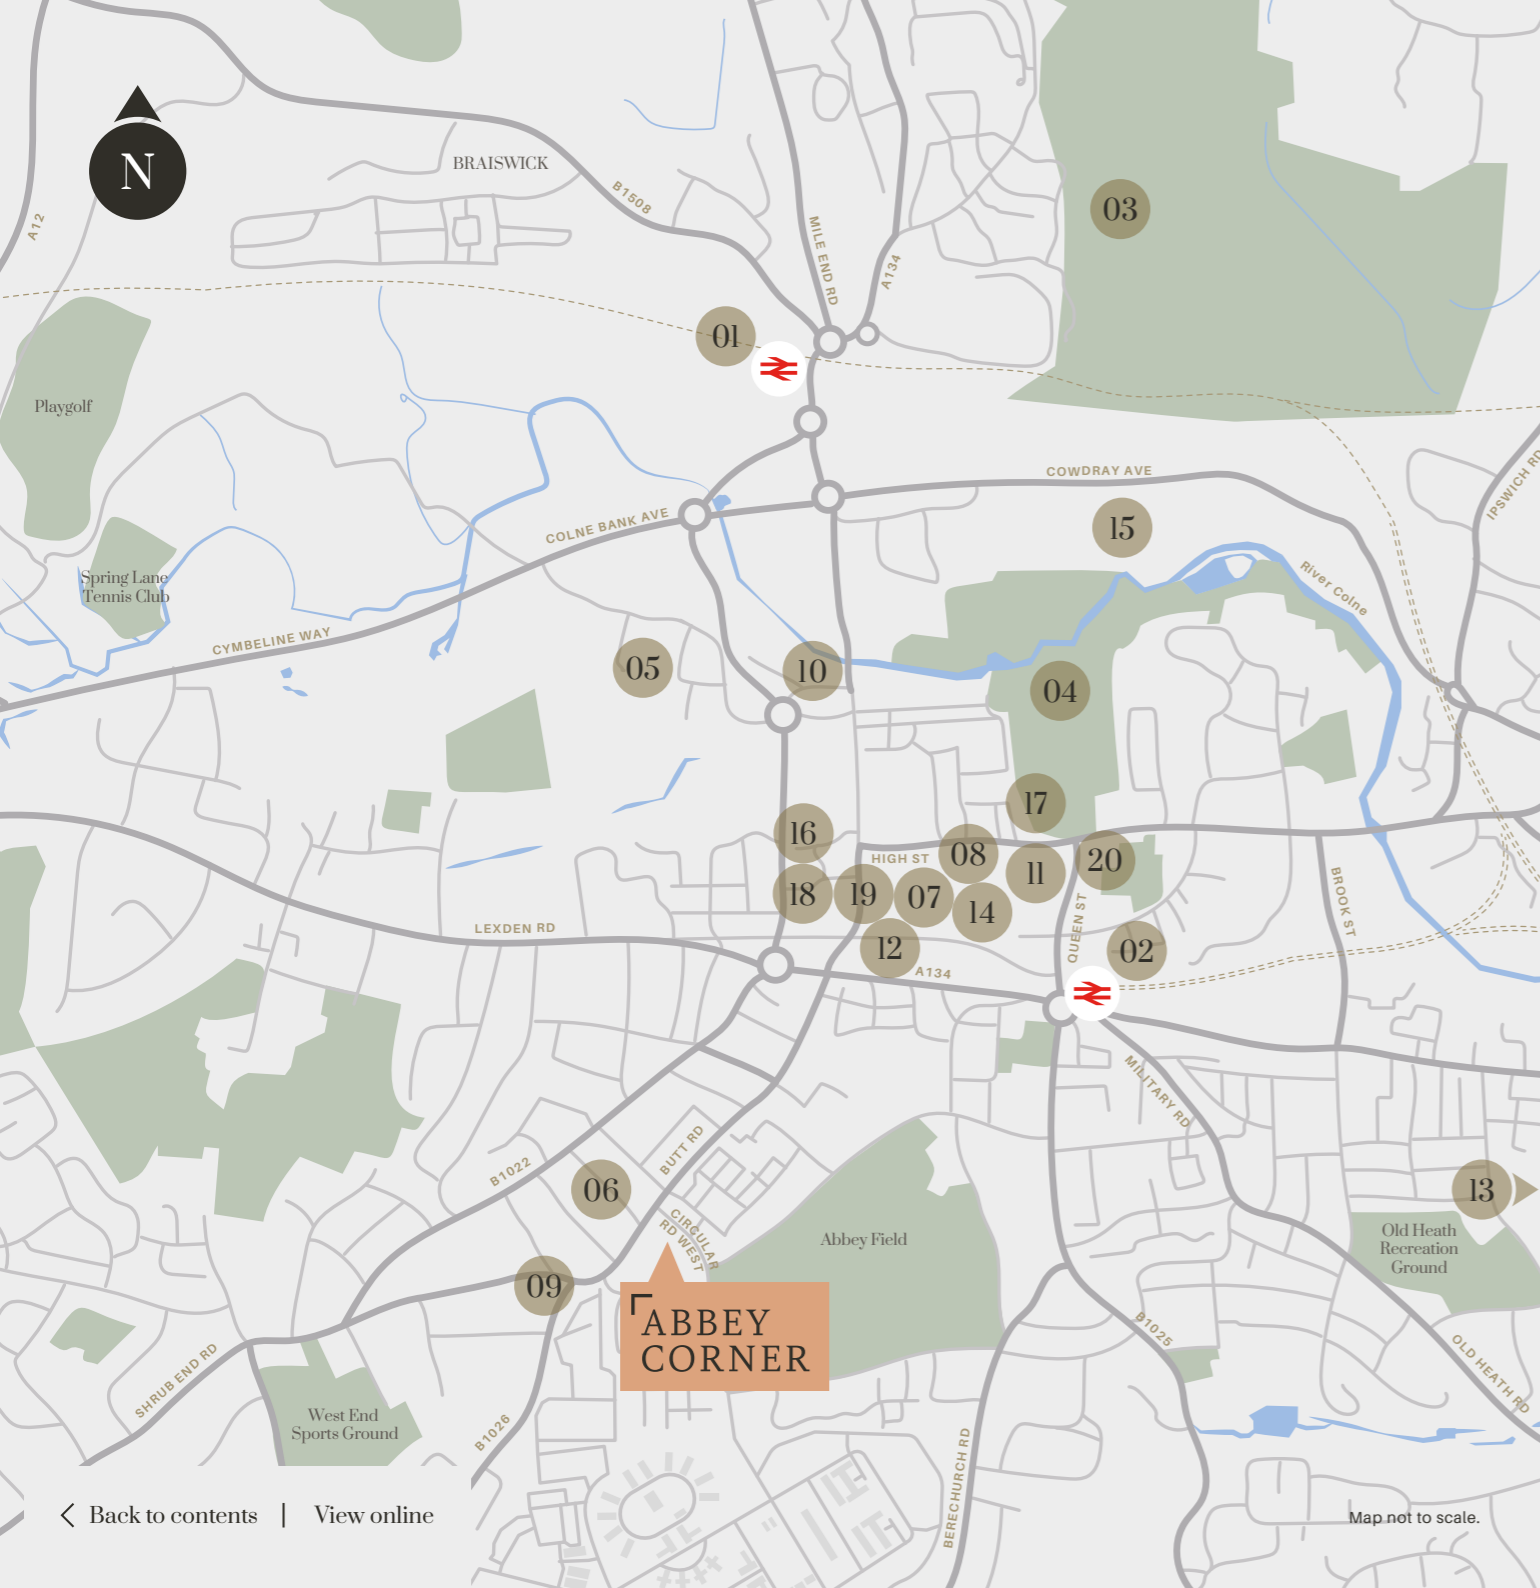 N
BRAISWICK
B1508
A12
MILE END RD
A134
03
01
Playgolf
COWDRAY AVE
IPSWICH RD
COLNE BANK AVE
15
Spring Lane
Tennis Club
River Colne
CYMBELINE WAY
05
10
04
17
16
HIGH ST
08
11
20
18
19
07
14
BROOK ST
QUEEN ST
LEXDEN RD
12
02
A134
MILITARY RD
BUTT RD
B1022
06
13
CIRCULAR
RD WEST
Abbey Field
Old Heath
Recreation
Ground
09
ABBEY
CORNER
B1025
SHRUB END RD
OLD HEATH RD
West End
Sports Ground
B1026
BERECHURCH RD
Back to contents | View online
Map not to scale.